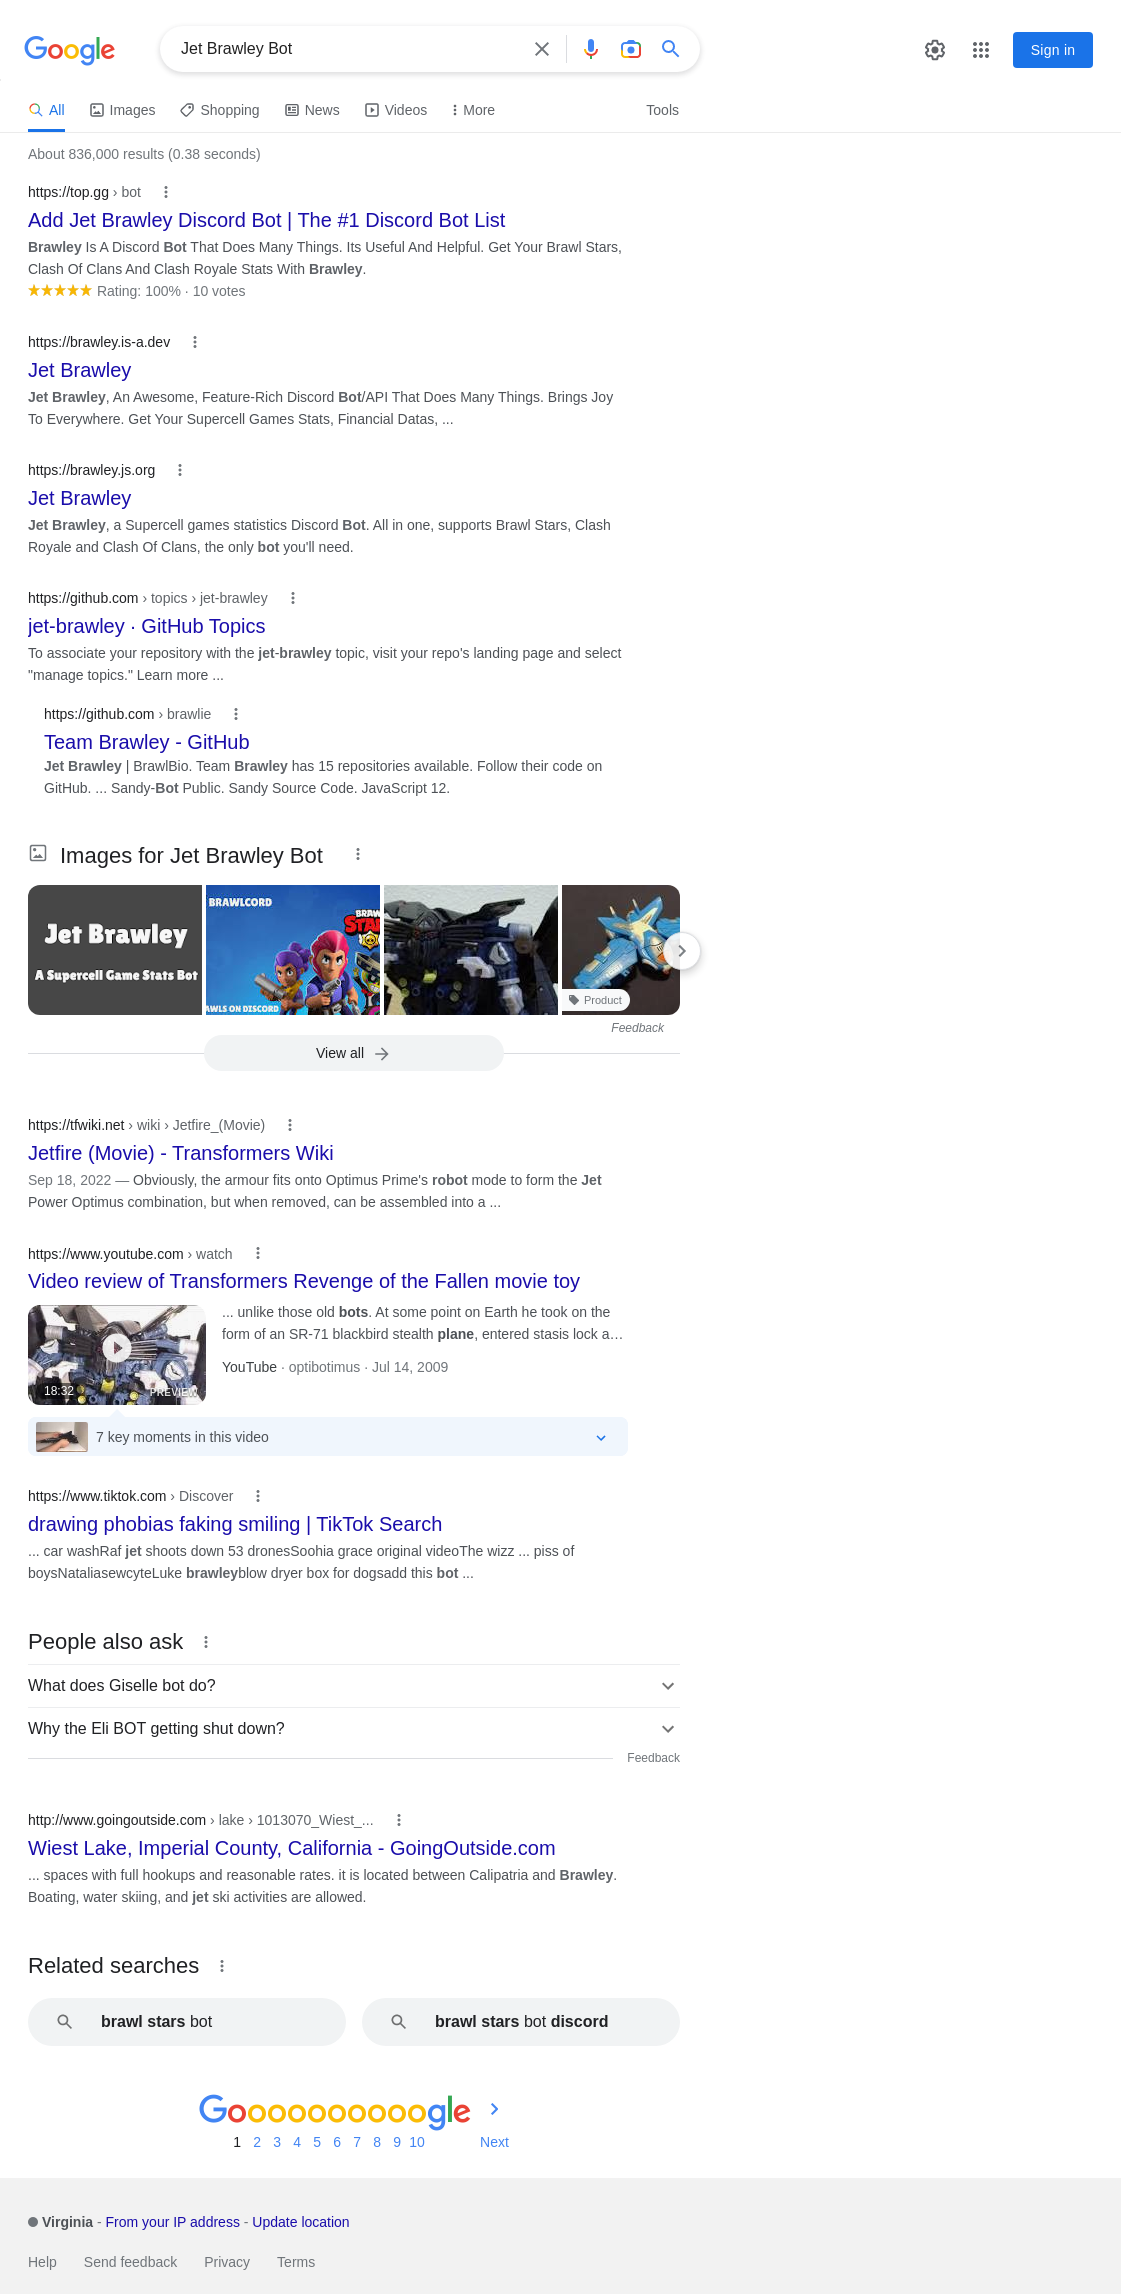 Google
Jet Brawley Bot
Sign in
All
Images
Shopping
News
Videos
More
Tools
About 836,000 results (0.38 seconds)
https://top.gg › bot
Add Jet Brawley Discord Bot | The #1 Discord Bot List
Brawley Is A Discord Bot That Does Many Things. Its Useful And Helpful. Get Your Brawl Stars,
Clash Of Clans And Clash Royale Stats With Brawley.
Rating: 100% · 10 votes
https://brawley.is-a.dev
Jet Brawley
Jet Brawley, An Awesome, Feature-Rich Discord Bot/API That Does Many Things. Brings Joy
To Everywhere. Get Your Supercell Games Stats, Financial Datas, ...
https://brawley.js.org
Jet Brawley
Jet Brawley, a Supercell games statistics Discord Bot. All in one, supports Brawl Stars, Clash
Royale and Clash Of Clans, the only bot you'll need.
https://github.com › topics › jet-brawley
jet-brawley · GitHub Topics
To associate your repository with the jet-brawley topic, visit your repo's landing page and select
"manage topics." Learn more ...
https://github.com › brawlie
Team Brawley - GitHub
Jet Brawley | BrawlBio. Team Brawley has 15 repositories available. Follow their code on
GitHub. ... Sandy-Bot Public. Sandy Source Code. JavaScript 12.
Images for Jet Brawley Bot
Jet Brawley
A Supercell Game Stats Bot
BRAWLCORD
BRAW
STA
AWLS ON DISCORD
Product
Feedback
View all
https://tfwiki.net › wiki › Jetfire_(Movie)
Jetfire (Movie) - Transformers Wiki
Sep 18, 2022 — Obviously, the armour fits onto Optimus Prime's robot mode to form the Jet
Power Optimus combination, but when removed, can be assembled into a ...
https://www.youtube.com › watch
Video review of Transformers Revenge of the Fallen movie toy
... unlike those old bots. At some point on Earth he took on the
form of an SR-71 blackbird stealth plane, entered stasis lock a...
YouTube · optibotimus · Jul 14, 2009
18:32
PREVIEW
7 key moments in this video
https://www.tiktok.com › Discover
drawing phobias faking smiling | TikTok Search
... car washRaf jet shoots down 53 dronesSoohia grace original videoThe wizz ... piss of
boysNataliasewcyteLuke brawleyblow dryer box for dogsadd this bot ...
People also ask
What does Giselle bot do?
Why the Eli BOT getting shut down?
Feedback
http://www.goingoutside.com › lake › 1013070_Wiest_...
Wiest Lake, Imperial County, California - GoingOutside.com
... spaces with full hookups and reasonable rates. it is located between Calipatria and Brawley.
Boating, water skiing, and jet ski activities are allowed.
Related searches
brawl stars bot
brawl stars bot discord
Goooooooooogle
1 2 3 4 5 6 7 8 9 10 Next
Virginia - From your IP address - Update location
Help Send feedback Privacy Terms